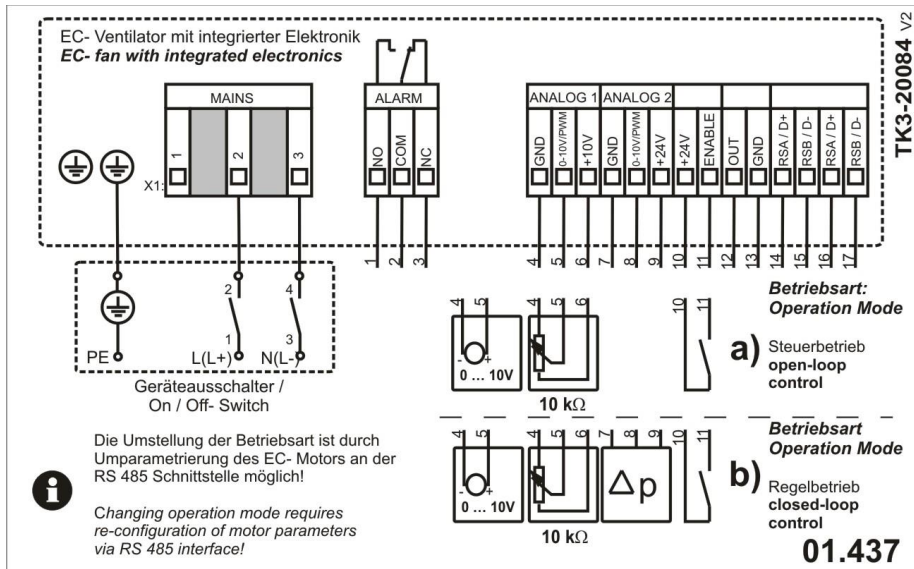 EC- Ventilator mit integrierter Elektronik
EC- fan with integrated electronics
TK3-20084 V2
MAINS
ALARM
ANALOG 1
ANALOG 2
X1:
1
2
3
NO
COM
NC
GND
0-10V/PWM
+10V
GND
0-10V/PWM
+24V
+24V
ENABLE
OUT
GND
RSA / D+
RSB / D-
RSA / D+
RSB / D-
1
2
3
4
5
6
7
8
9
10
11
12
13
14
15
16
17
2
4
1
3
PE
L(L+)
N(L-)
Geräteausschalter /
On / Off- Switch
4
5
- +
0 ... 10V
4
5
6
10 kΩ
10
11
Betriebsart:
Operation Mode
a) Steuerbetrieb
open-loop
control
4
5
- +
0 ... 10V
4
5
6
10 kΩ
7
8
9
Δp
10
11
Betriebsart
Operation Mode
b) Regelbetrieb
closed-loop
control
i
Die Umstellung der Betriebsart ist durch
Umparametrierung des EC- Motors an der
RS 485 Schnittstelle möglich!
Changing operation mode requires
re-configuration of motor parameters
via RS 485 interface!
01.437